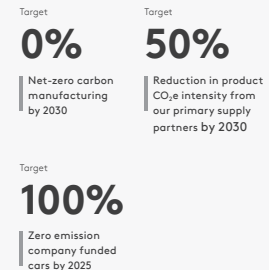 Target
0%
Net-zero carbon
manufacturing
by 2030
Target
50%
Reduction in product
CO₂e intensity from
our primary supply
partners by 2030
Target
100%
Zero emission
company funded
cars by 2025